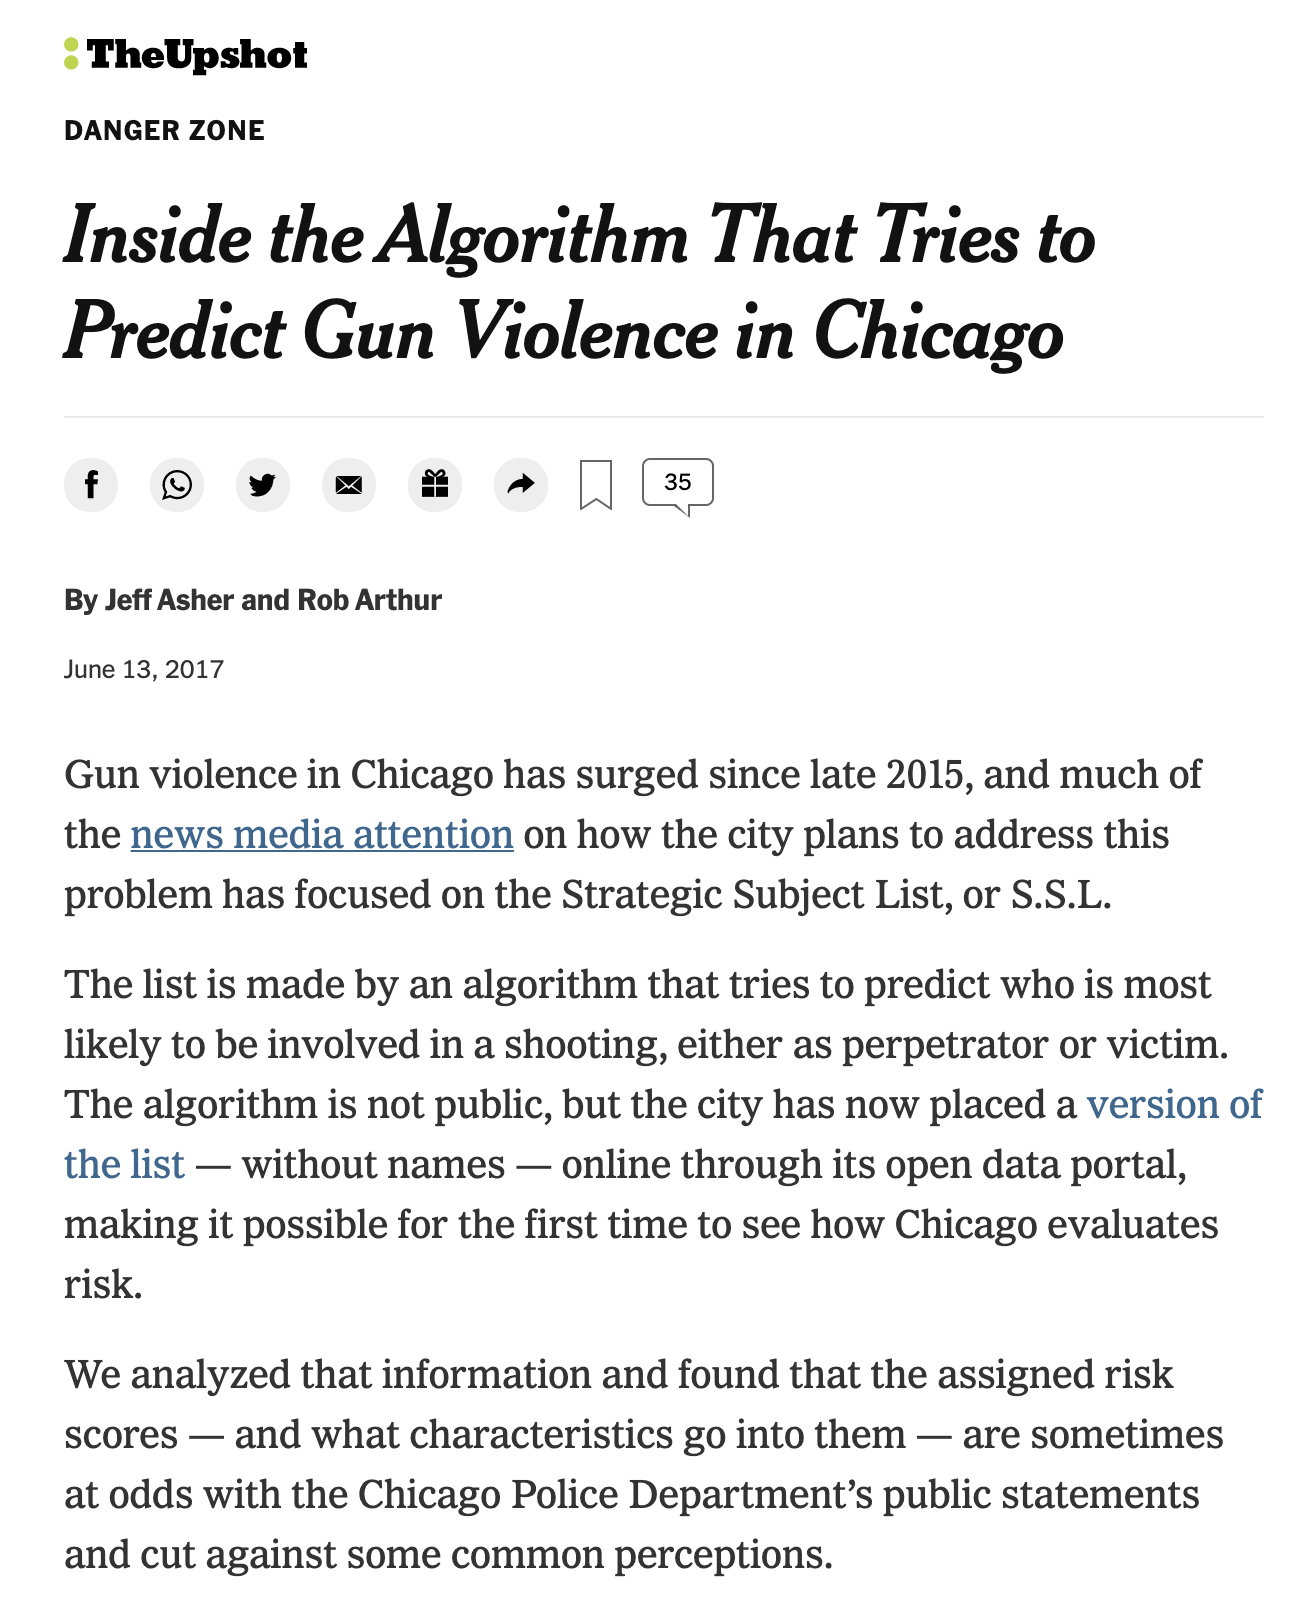 TheUpshot
DANGER ZONE
Inside the Algorithm That Tries to
Predict Gun Violence in Chicago
35
By Jeff Asher and Rob Arthur
June 13, 2017
Gun violence in Chicago has surged since late 2015, and much of
the news media attention on how the city plans to address this
problem has focused on the Strategic Subject List, or S.S.L.
The list is made by an algorithm that tries to predict who is most
likely to be involved in a shooting, either as perpetrator or victim.
The algorithm is not public, but the city has now placed a version of
the list — without names — online through its open data portal,
making it possible for the first time to see how Chicago evaluates
risk.
We analyzed that information and found that the assigned risk
scores — and what characteristics go into them — are sometimes
at odds with the Chicago Police Department’s public statements
and cut against some common perceptions.